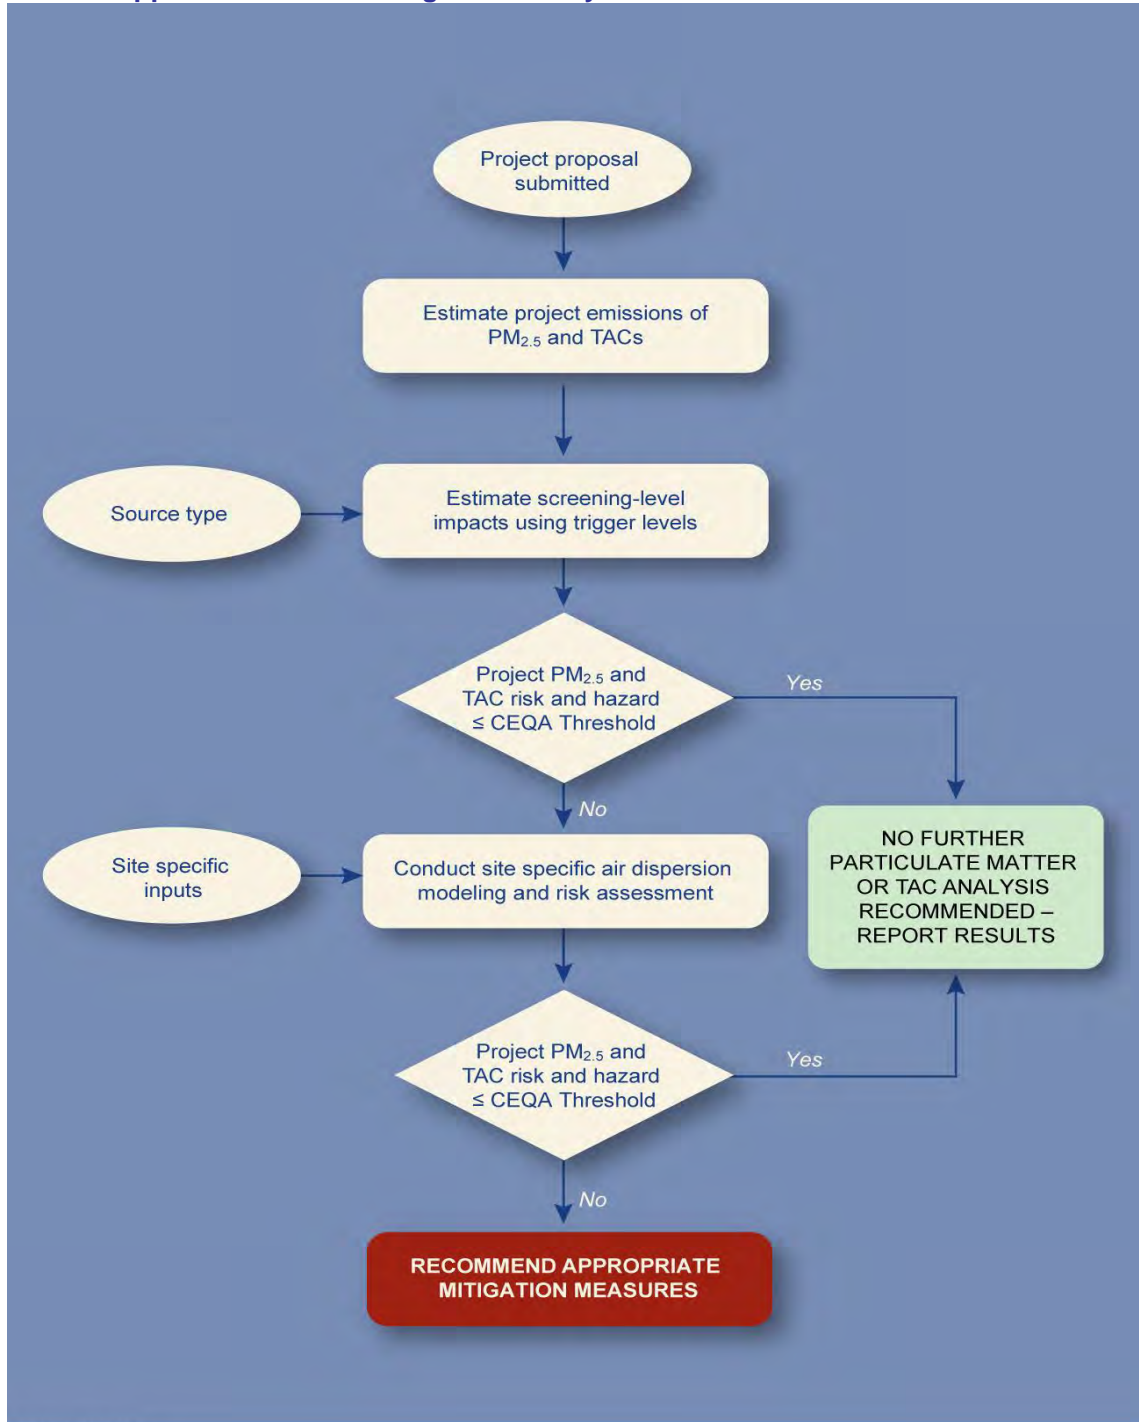 Project proposal
submitted
Estimate project emissions of
PM₂.₅ and TACs
Source type
Estimate screening-level
impacts using trigger levels
Project PM₂.₅ and
TAC risk and hazard
≤ CEQA Threshold
Yes
No
Site specific
inputs
Conduct site specific air dispersion
modeling and risk assessment
NO FURTHER
PARTICULATE MATTER
OR TAC ANALYSIS
RECOMMENDED –
REPORT RESULTS
Project PM₂.₅ and
TAC risk and hazard
≤ CEQA Threshold
Yes
No
RECOMMEND APPROPRIATE
MITIGATION MEASURES